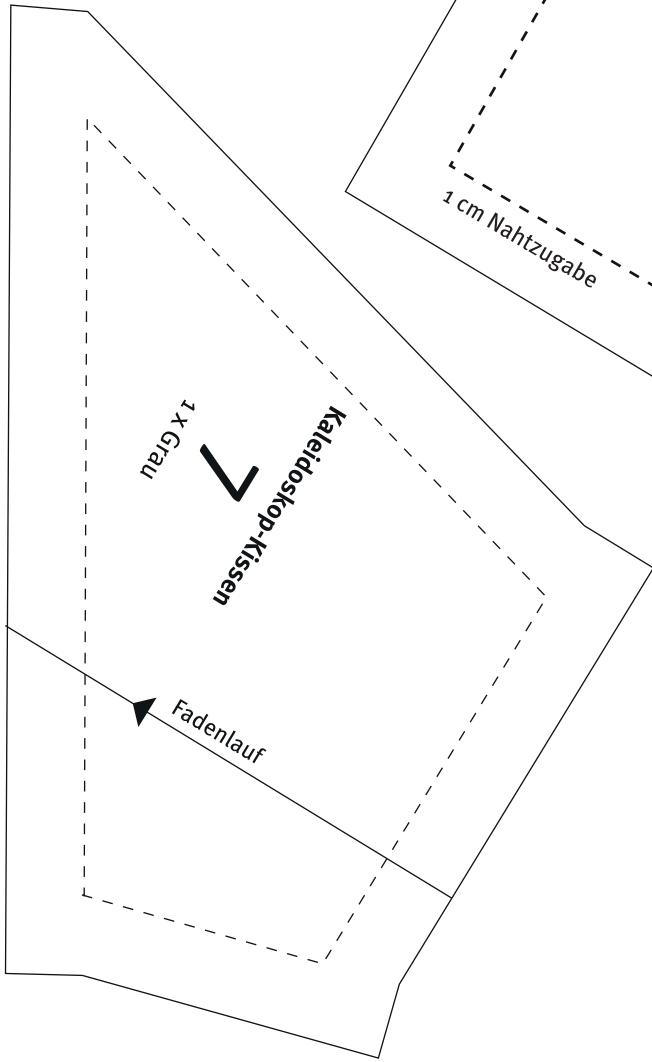 1 cm Nahtzugabe
Kaleidoskop-Kissen
7
1 x Grau
Fadenlauf